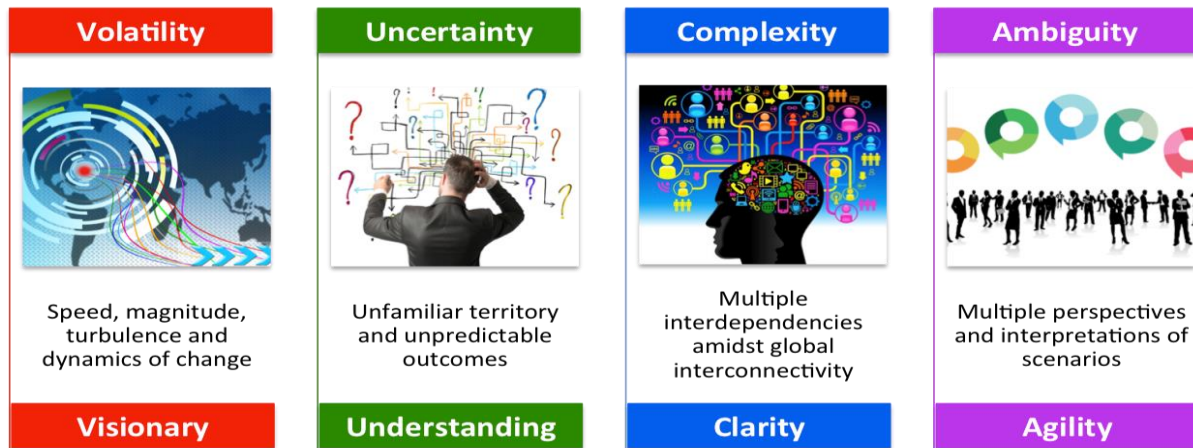 Volatility
Uncertainty
Complexity
Ambiguity
Speed, magnitude,
turbulence and
dynamics of change
Unfamiliar territory
and unpredictable
outcomes
Multiple
interdependencies
amidst global
interconnectivity
Multiple perspectives
and interpretations of
scenarios
Visionary
Understanding
Clarity
Agility